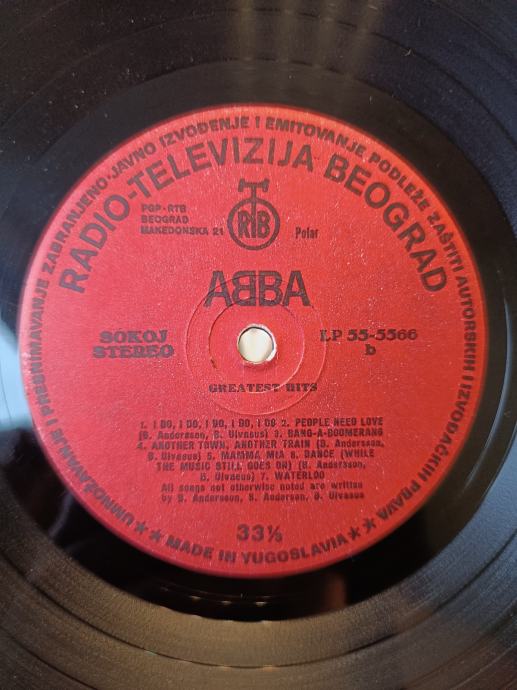 UMNOŽAVANJE I PRESNIMAVANJE ZABRANJENO·JAVNO IZVOĐENJE I EMITOVANJE PODLEŽE ZAŠTITI AUTORSKIH I IZVOĐAČKIH PRAVA
RADIO-TELEVIZIJA BEOGRAD
PGP-RTB
BEOGRAD
MAKEDONSKA 21
RTB
Polar
ABBA
SOKOJ
STEREO
LP 55-5566
b
GREATEST HITS
1. I DO, I DO, I DO, I DO, I DO 2. PEOPLE NEED LOVE
(B. Andersson, B. Ulvaeus) 3. BANG-A-BOOMERANG
4. ANOTHER TOWN, ANOTHER TRAIN (B. Andersson,
B. Ulvaeus) 5. MAMMA MIA 6. DANCE (WHILE
THE MUSIC STILL GOES ON) (B. Andersson,
B. Ulvaeus) 7. WATERLOO
All songs not otherwise noted are written
by S. Anderson, B. Andersson, B. Ulvaeus
33⅓
★★ MADE IN YUGOSLAVIA ★★